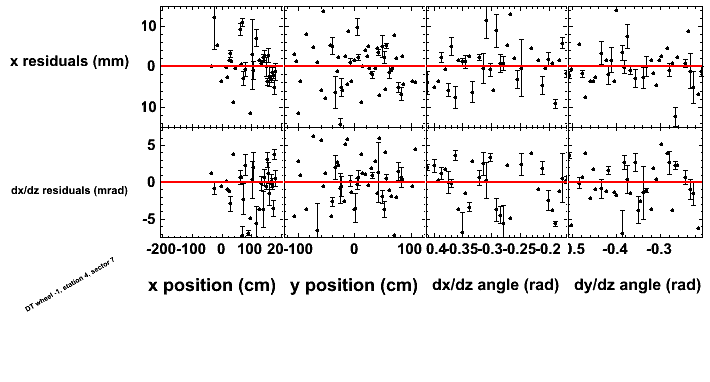 10
x residuals (mm)
0
10
5
dx/dz residuals (mrad)
0
-5
-200-100 0 100 20-100 0 100 0.4-0.35-0.3-0.25-0.2 0.5 -0.4 -0.3
x position (cm) y position (cm) dx/dz angle (rad) dy/dz angle (rad)
DT wheel -1, station 4, sector 7